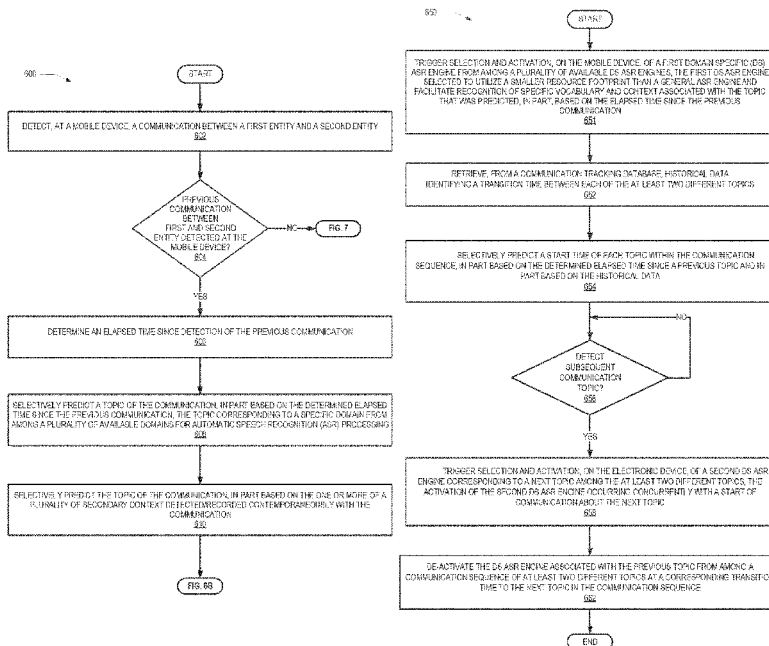 600
START
DETECT, AT A MOBILE DEVICE, A COMMUNICATION BETWEEN A FIRST ENTITY AND A SECOND ENTITY
602
PREVIOUS
COMMUNICATION
BETWEEN
FIRST AND SECOND
ENTITY DETECTED AT THE
MOBILE DEVICE?
604
NO
FIG. 7
YES
DETERMINE AN ELAPSED TIME SINCE DETECTION OF THE PREVIOUS COMMUNICATION
606
SELECTIVELY PREDICT A TOPIC OF THE COMMUNICATION, IN PART BASED ON THE DETERMINED ELAPSED
TIME SINCE THE PREVIOUS COMMUNICATION, THE TOPIC CORRESPONDING TO A SPECIFIC DOMAIN FROM
AMONG A PLURALITY OF AVAILABLE DOMAINS FOR AUTOMATIC SPEECH RECOGNITION (ASR) PROCESSING
608
SELECTIVELY PREDICT THE TOPIC OF THE COMMUNICATION, IN PART BASED ON THE ONE OR MORE OF A
PLURALITY OF SECONDARY CONTEXT DETECTED/RECORDED CONTEMPORANEOUSLY WITH THE
COMMUNICATION
610
FIG. 6B
650
START
TRIGGER SELECTION AND ACTIVATION, ON THE MOBILE DEVICE, OF A FIRST DOMAIN SPECIFIC (DS)
ASR ENGINE FROM AMONG A PLURALITY OF AVAILABLE DS ASR ENGINES, THE FIRST DS ASR ENGINE
SELECTED TO UTILIZE A SMALLER RESOURCE FOOTPRINT THAN A GENERAL ASR ENGINE AND
FACILITATE RECOGNITION OF SPECIFIC VOCABULARY AND CONTEXT ASSOCIATED WITH THE TOPIC
THAT WAS PREDICTED, IN PART, BASED ON THE ELAPSED TIME SINCE THE PREVIOUS
COMMUNICATION
651
RETRIEVE, FROM A COMMUNICATION TRACKING DATABASE, HISTORICAL DATA
IDENTIFYING A TRANSITION TIME BETWEEN EACH OF THE AT LEAST TWO DIFFERENT TOPICS
652
SELECTIVELY PREDICT A START TIME OF EACH TOPIC WITHIN THE COMMUNICATION
SEQUENCE, IN PART BASED ON THE DETERMINED ELAPSED TIME SINCE A PREVIOUS TOPIC AND IN
PART BASED ON THE HISTORICAL DATA
654
NO
DETECT
SUBSEQUENT
COMMUNICATION
TOPIC?
656
YES
TRIGGER SELECTION AND ACTIVATION, ON THE ELECTRONIC DEVICE, OF A SECOND DS ASR
ENGINE CORRESPONDING TO A NEXT TOPIC AMONG THE AT LEAST TWO DIFFERENT TOPICS, THE
ACTIVATION OF THE SECOND DS ASR ENGINE OCCURRING CONCURRENTLY WITH A START OF
COMMUNICATION ABOUT THE NEXT TOPIC
658
DE-ACTIVATE THE DS ASR ENGINE ASSOCIATED WITH THE PREVIOUS TOPIC FROM AMONG A
COMMUNICATION SEQUENCE OF AT LEAST TWO DIFFERENT TOPICS AT A CORRESPONDING TRANSITION
TIME TO THE NEXT TOPIC IN THE COMMUNICATION SEQUENCE
662
END